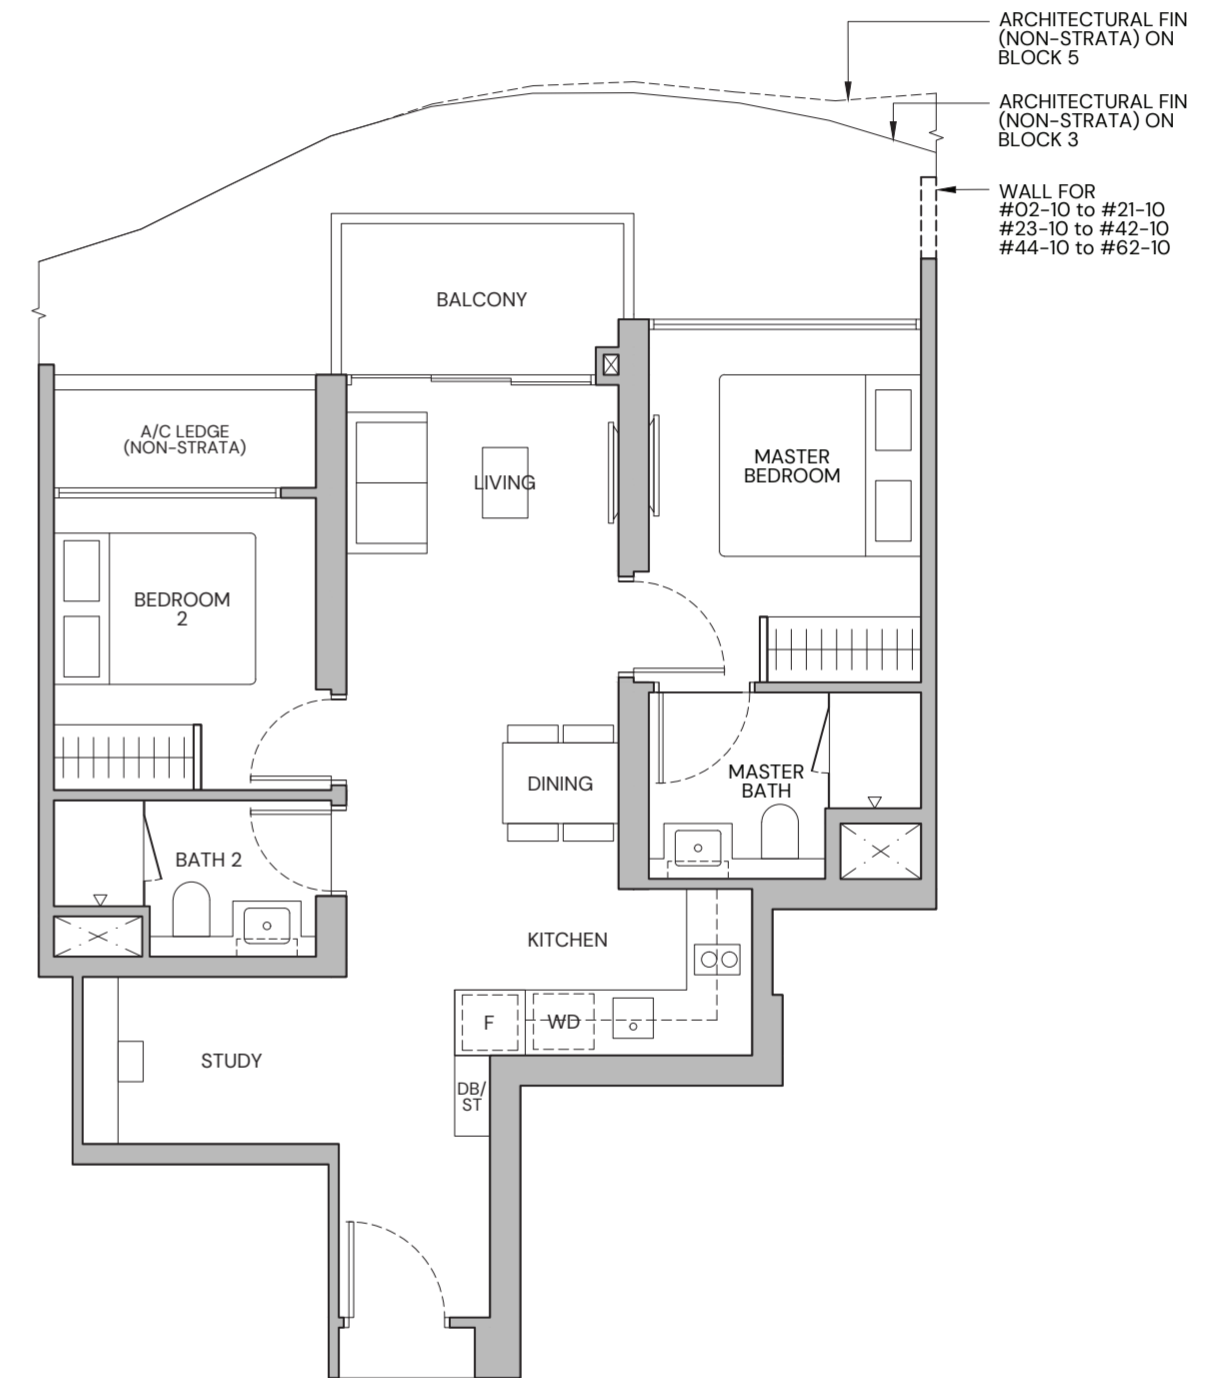 ARCHITECTURAL FIN
(NON-STRATA) ON
BLOCK 5
ARCHITECTURAL FIN
(NON-STRATA) ON
BLOCK 3
WALL FOR
#02-10 to #21-10
#23-10 to #42-10
#44-10 to #62-10
BALCONY
A/C LEDGE
(NON-STRATA)
LIVING
MASTER
BEDROOM
BEDROOM
2
DINING
MASTER
BATH
BATH 2
KITCHEN
F
WD
STUDY
DB/
ST